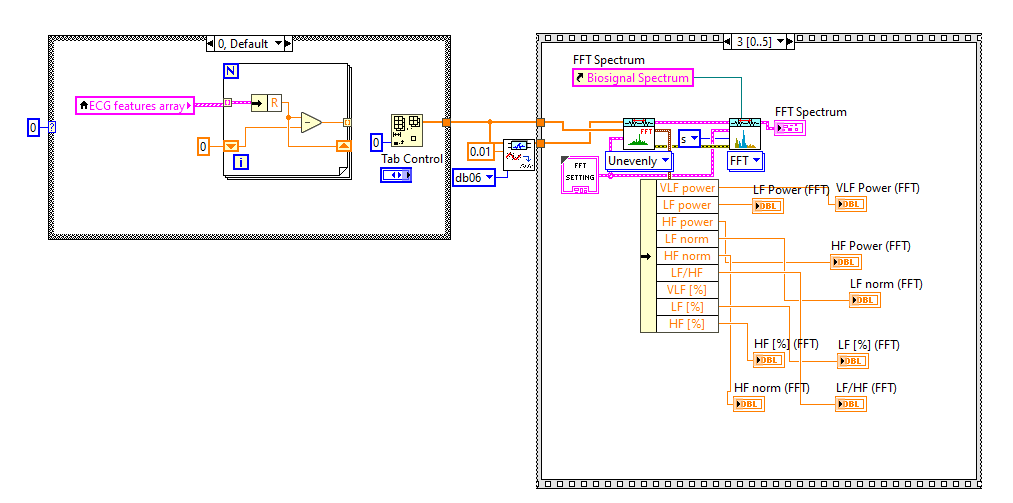 0, Default
N
ECG features array
R
0
i
0
?
0
Tab Control
0.01
db06
3 [0..5]
FFT Spectrum
Biosignal Spectrum
FFT Spectrum
FFT
s
FFT
SETTING
Unevenly
FFT
VLF power
LF power
HF power
LF norm
HF norm
LF/HF
VLF [%]
LF [%]
HF [%]
LF Power (FFT)
DBL
VLF Power (FFT)
DBL
HF Power (FFT)
DBL
LF norm (FFT)
DBL
HF [%] (FFT)
DBL
LF [%] (FFT)
DBL
HF norm (FFT)
DBL
LF/HF (FFT)
DBL